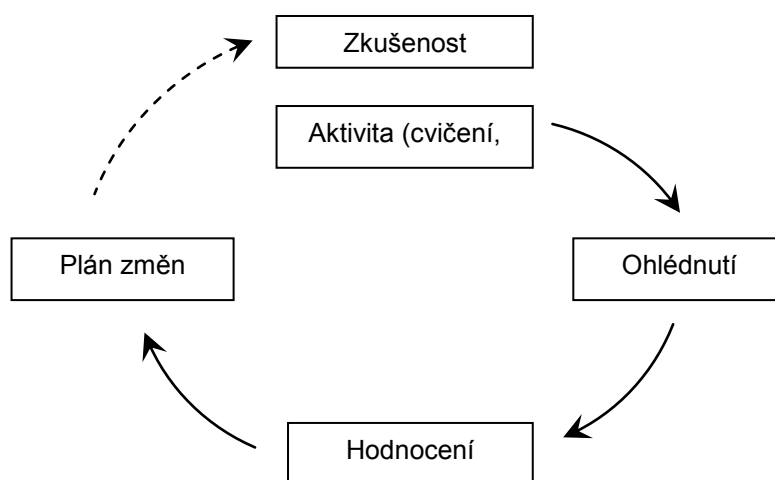 Zkušenost
Aktivita (cvičení,
Plán změn
Ohlédnutí
Hodnocení